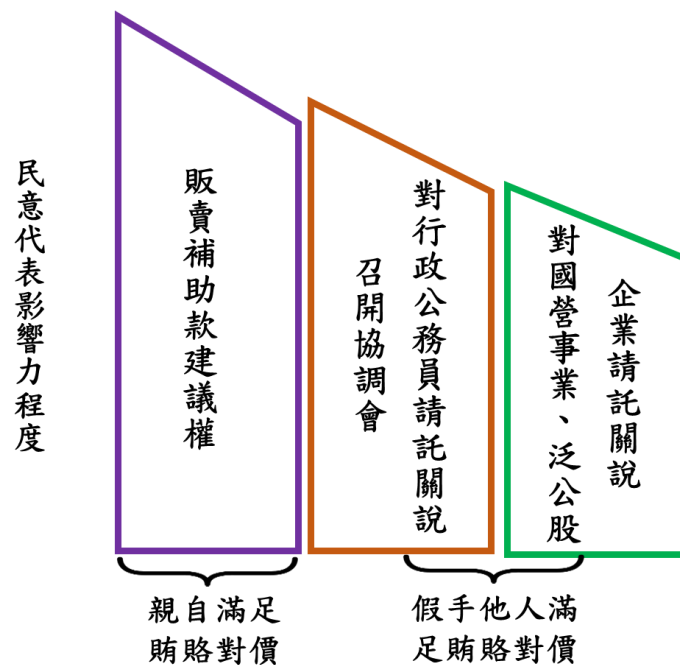 民意代表影響力程度
販賣補助款建議權
召開協調會
對行政公務員請託關說
對國營事業、泛公股
企業請託關說
親自滿足
賄賂對價
假手他人滿
足賄賂對價